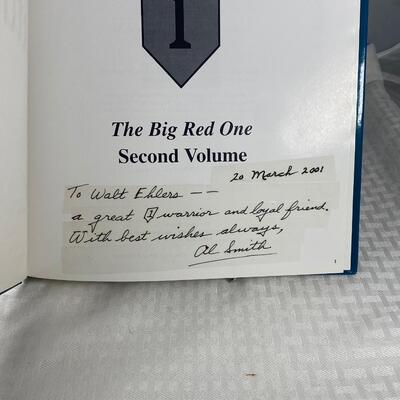 1
The Big Red One
Second Volume
20 March 2001
To Walt Ehlers —
a great 1 warrior and loyal friend.
With best wishes always,
Al Smith
1